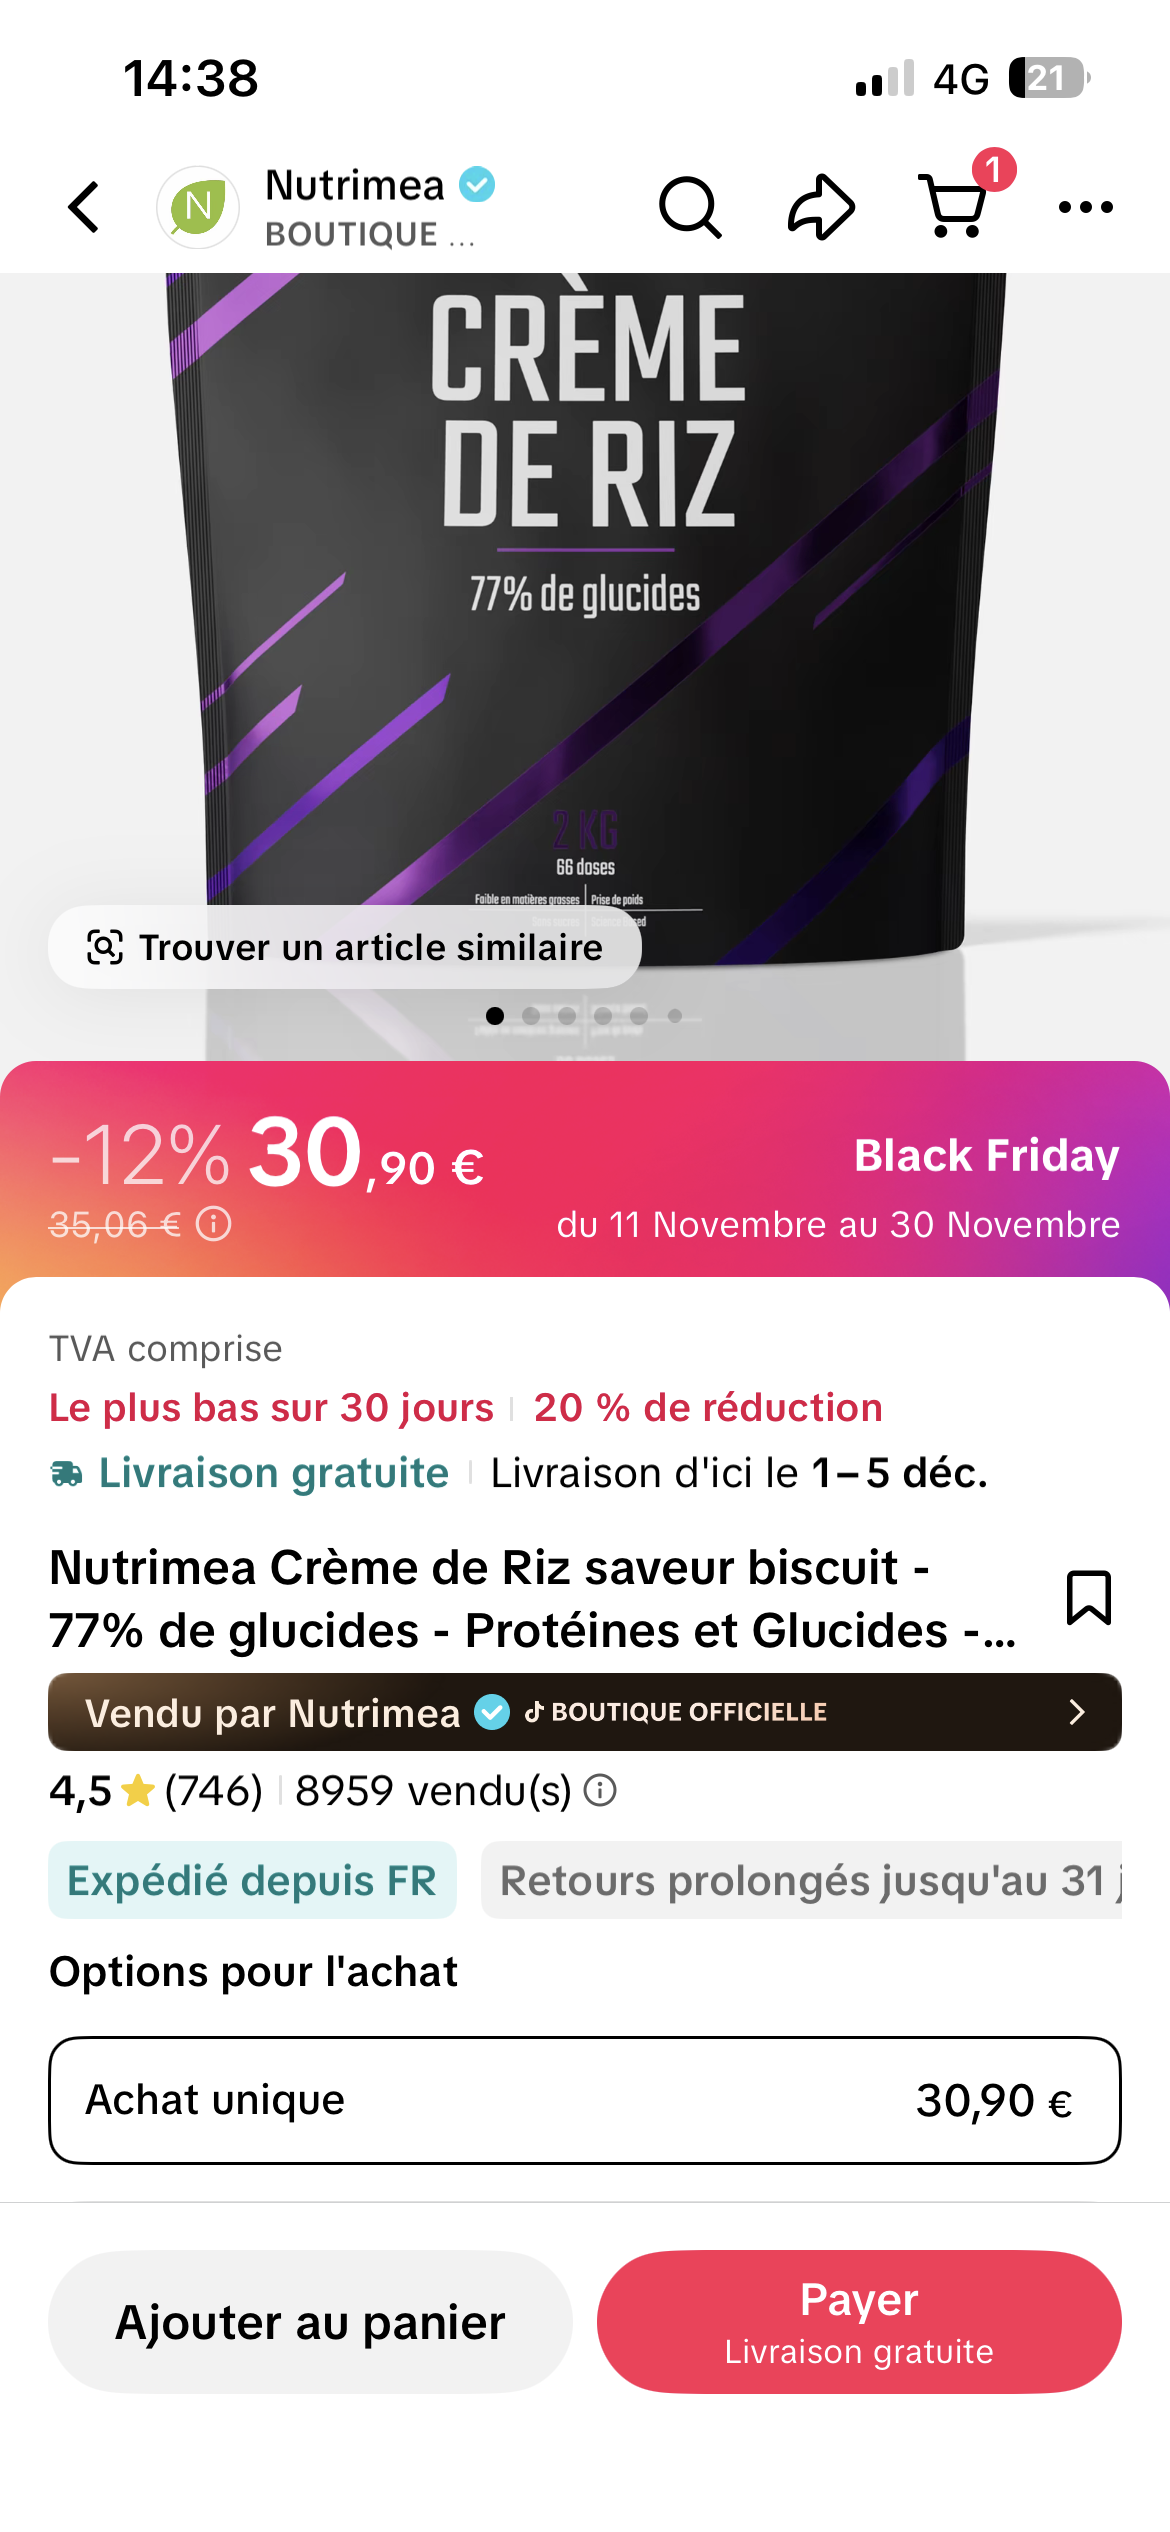 14:38
4G
21
N
Nutrimea
BOUTIQUE ...
1
CRÈME
DE RIZ
77% de glucides
2 KG
66 doses
Faible en matières grasses | Prise de poids
Trouver un article similaire
-12% 30,90 €
Black Friday
35,06 €
du 11 Novembre au 30 Novembre
TVA comprise
Le plus bas sur 30 jours | 20 % de réduction
Livraison gratuite | Livraison d'ici le 1–5 déc.
Nutrimea Crème de Riz saveur biscuit -
77% de glucides - Protéines et Glucides -...
Vendu par Nutrimea BOUTIQUE OFFICIELLE
4,5 (746) | 8959 vendu(s)
Expédié depuis FR
Retours prolongés jusqu'au 31 j
Options pour l'achat
Achat unique
30,90 €
Ajouter au panier
Payer
Livraison gratuite